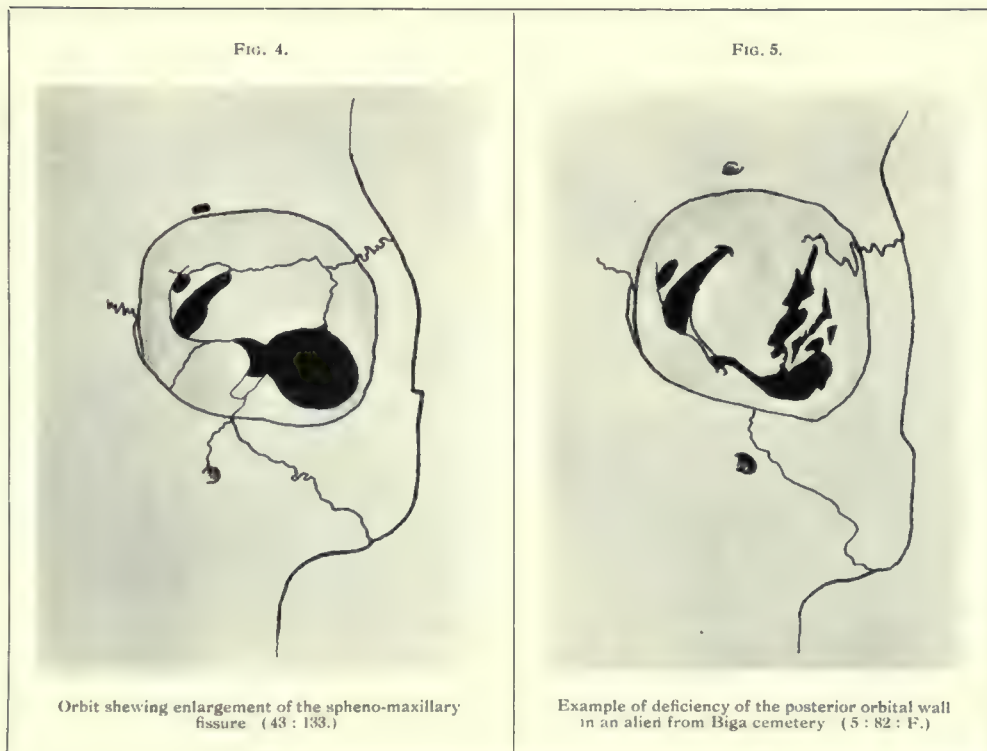 FIG. 4.
Orbit shewing enlargement of the spheno-maxillary
fissure (43 : 133.)
FIG. 5.
Example of deficiency of the posterior orbital wall
in an alien from Biga cemetery (5 : 82 : F.)